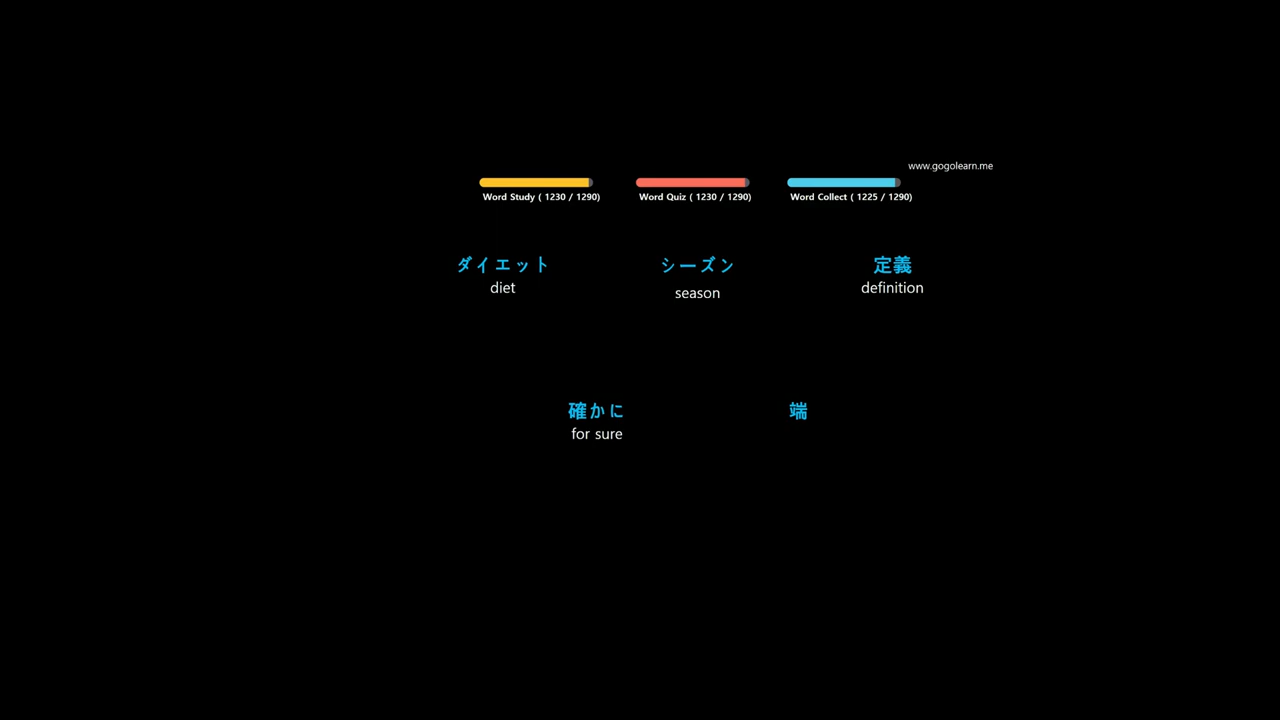 www.gogolearn.me
Word Study ( 1230 / 1290)
Word Quiz ( 1230 / 1290)
Word Collect ( 1225 / 1290)
ダイエット
シーズン
定義
diet
season
definition
確かに
端
for sure